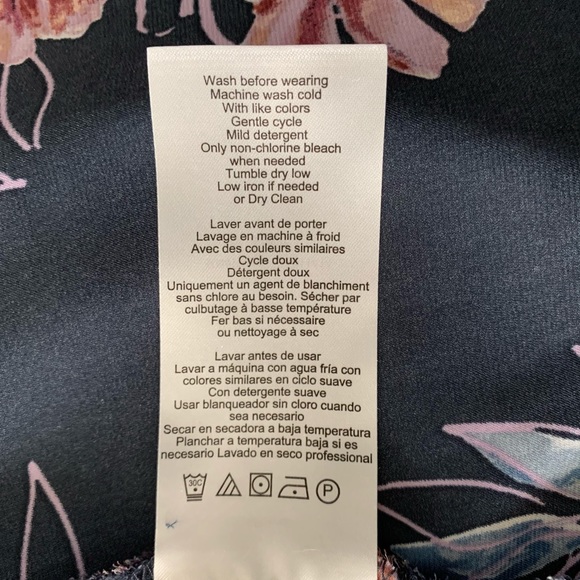 Wash before wearing
Machine wash cold
With like colors
Gentle cycle
Mild detergent
Only non-chlorine bleach
when needed
Tumble dry low
Low iron if needed
or Dry Clean
Laver avant de porter
Lavage en machine à froid
Avec des couleurs similaires
Cycle doux
Détergent doux
Uniquement un agent de blanchiment
sans chlore au besoin. Sécher par
culbutage à basse température
Fer bas si nécessaire
ou nettoyage à sec
Lavar antes de usar
Lavar a máquina con agua fría con
colores similares en ciclo suave
Con detergente suave
Usar blanqueador sin cloro cuando
sea necesario
Secar en secadora a baja temperatura
Planchar a temperatura baja si es
necesario Lavado en seco professional
30C P